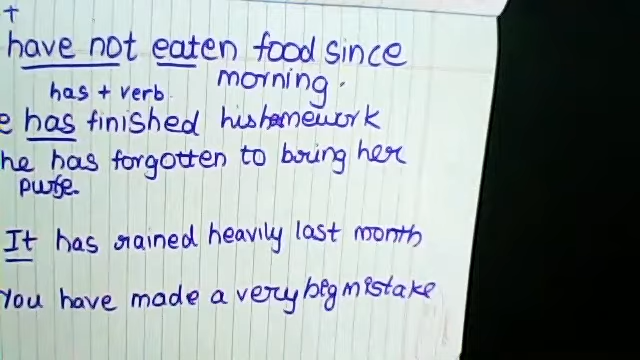 +
have not eaten food since
morning.
has + verb
e has finished his homework
he has forgotten to bring her
purse.
It has rained heavily last month
You have made a very big mistake